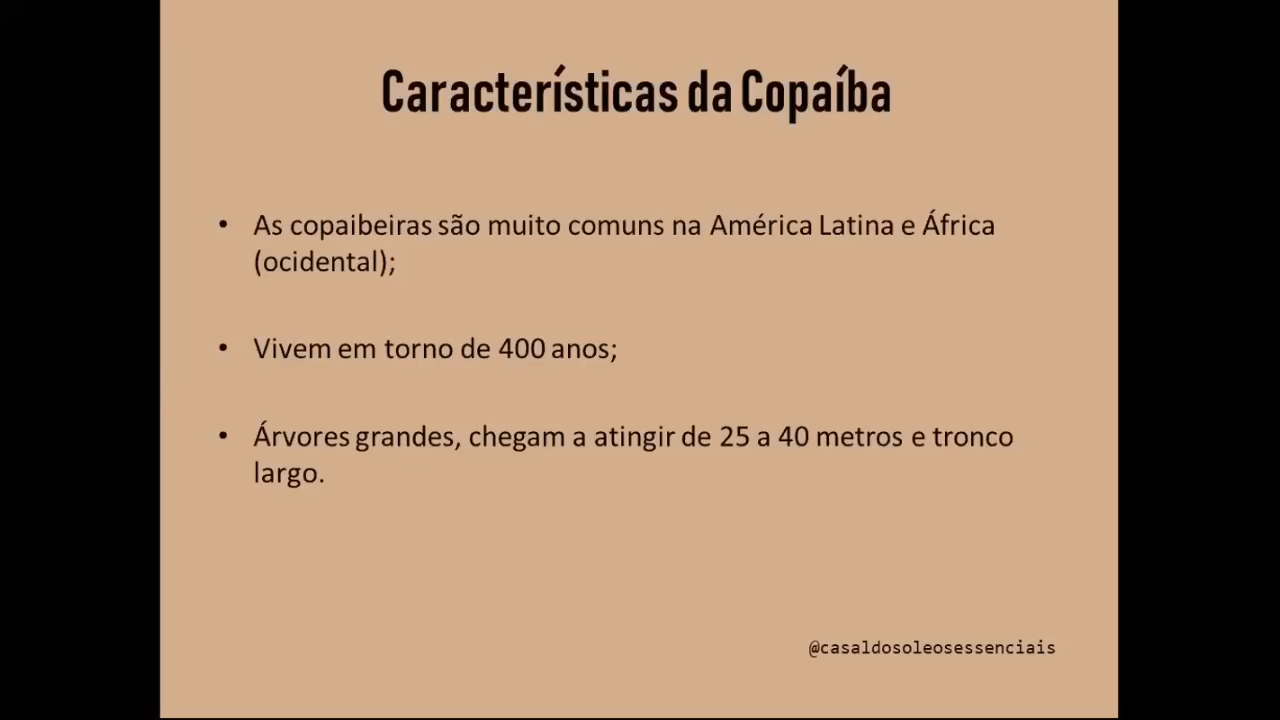 Características da Copaíba
• As copaibeiras são muito comuns na América Latina e África
(ocidental);
• Vivem em torno de 400 anos;
• Árvores grandes, chegam a atingir de 25 a 40 metros e tronco
largo.
@casaldosoleosessenciais